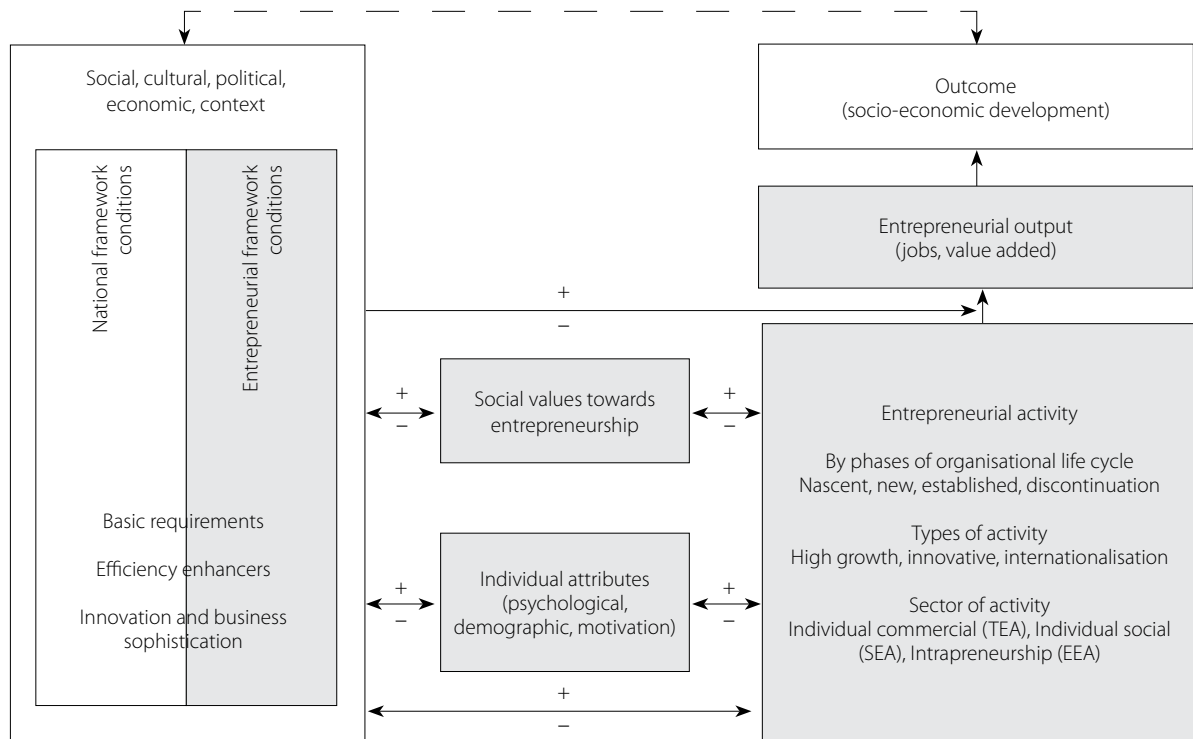 Social, cultural, political,
economic, context
National framework
conditions
Entrepreneurial framework
conditions
Basic requirements
Efficiency enhancers
Innovation and business
sophistication
+
–
+
–
Social values towards
entrepreneurship
+
–
+
–
Individual attributes
(psychological,
demographic, motivation)
+
–
+
–
Outcome
(socio-economic development)
Entrepreneurial output
(jobs, value added)
Entrepreneurial activity
By phases of organisational life cycle
Nascent, new, established, discontinuation
Types of activity
High growth, innovative, internationalisation
Sector of activity
Individual commercial (TEA), Individual social
(SEA), Intrapreneurship (EEA)